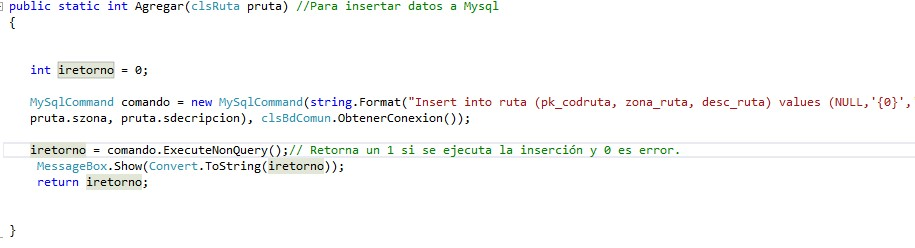 public static int Agregar(clsRuta pruta) //Para insertar datos a Mysql
{
int iretorno = 0;
MySqlCommand comando = new MySqlCommand(string.Format("Insert into ruta (pk_codruta, zona_ruta, desc_ruta) values (NULL,'{0}','
pruta.szona, pruta.sdecripcion), clsBdComun.ObtenerConexion());
iretorno = comando.ExecuteNonQuery();// Retorna un 1 si se ejecuta la inserción y 0 es error.
MessageBox.Show(Convert.ToString(iretorno));
return iretorno;
}